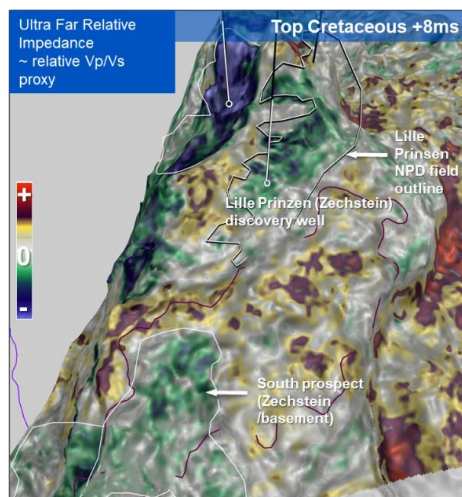 Ultra Far Relative
Impedance
~ relative Vp/Vs
proxy
Top Cretaceous +8ms
Lille
Prinsen
NPD field
outline
Lille Prinzen (Zechstein)
discovery well
+
0
-
South prospect
(Zechstein
/basement)